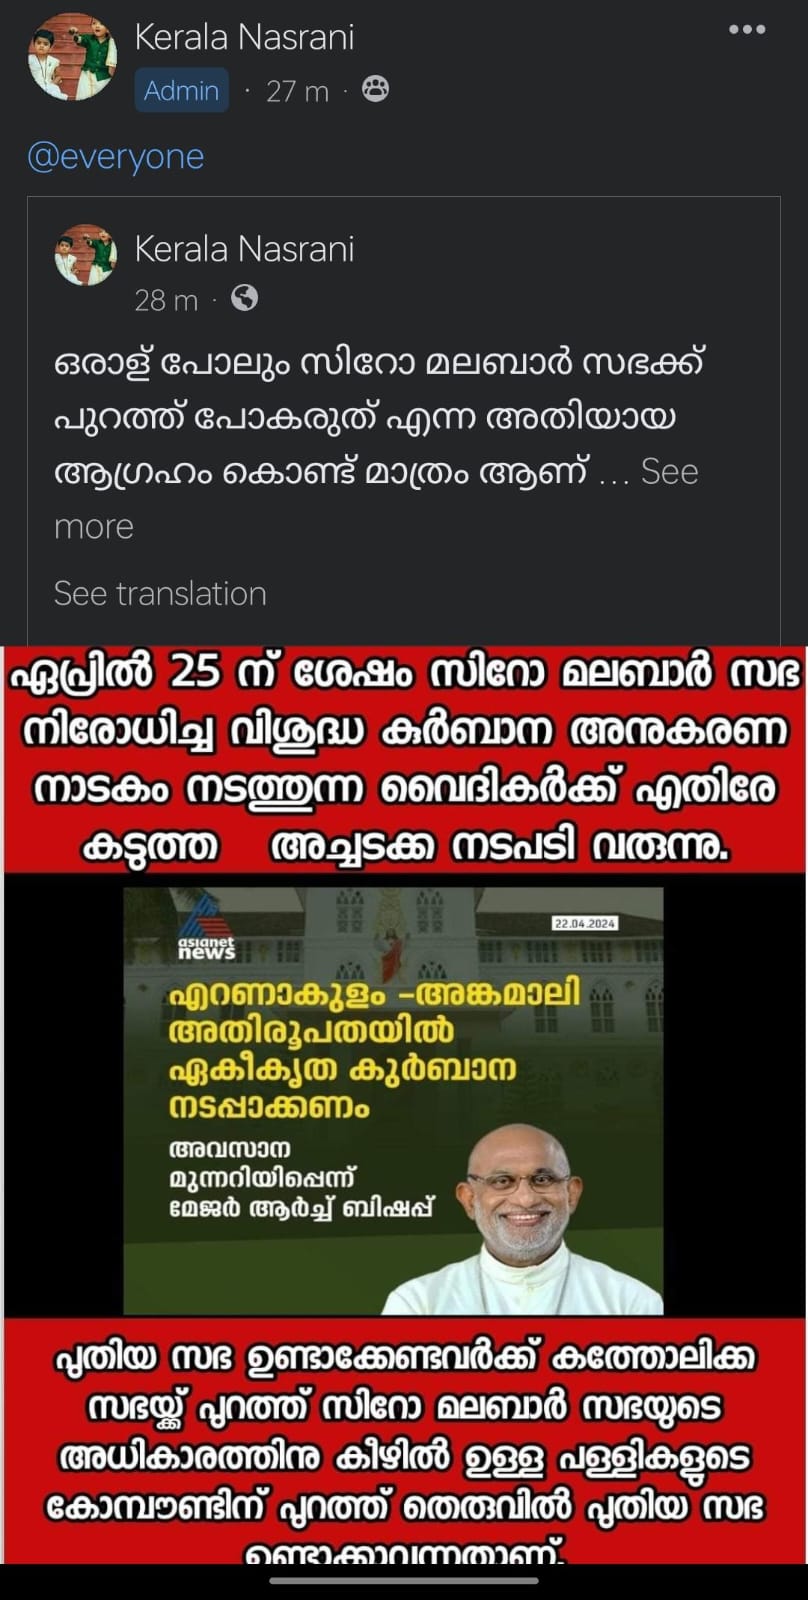 Kerala Nasrani
Admin · 27 m ·
@everyone
Kerala Nasrani
28 m ·
ഒരാള് പോലും സിറോ മലബാർ സഭക്ക്
പുറത്ത് പോകരുത് എന്ന അതിയായ
ആഗ്രഹം കൊണ്ട് മാത്രം ആണ് ... See
more
See translation
ഏപ്രിൽ 25 ന് ശേഷം സിറോ മലബാർ സഭ
നിരോധിച്ച വിശുദ്ധ കുർബാന അനുകരണ
നാടകം നടത്തുന്ന വൈദികർക്ക് എതിരേ
കടുത്ത അച്ചടക്ക നടപടി വരുന്നു.
22.04.2024
asianet
news
എറണാകുളം -അങ്കമാലി
അതിരൂപതയിൽ
ഏകീകൃത കുർബാന
നടപ്പാക്കണം
അവസാന
മുന്നറിയിപ്പെന്ന്
മേജർ ആർച്ച് ബിഷപ്പ്
പുതിയ സഭ ഉണ്ടാക്കേണ്ടവർക്ക് കത്തോലിക്ക
സഭയ്ക്ക് പുറത്ത് സിറോ മലബാർ സഭയുടെ
അധികാരത്തിനു കീഴിൽ ഉള്ള പള്ളികളുടെ
കോമ്പൗണ്ടിന് പുറത്ത് തെരുവിൽ പുതിയ സഭ
ഉണ്ടാക്കാവുന്നതാണ്.